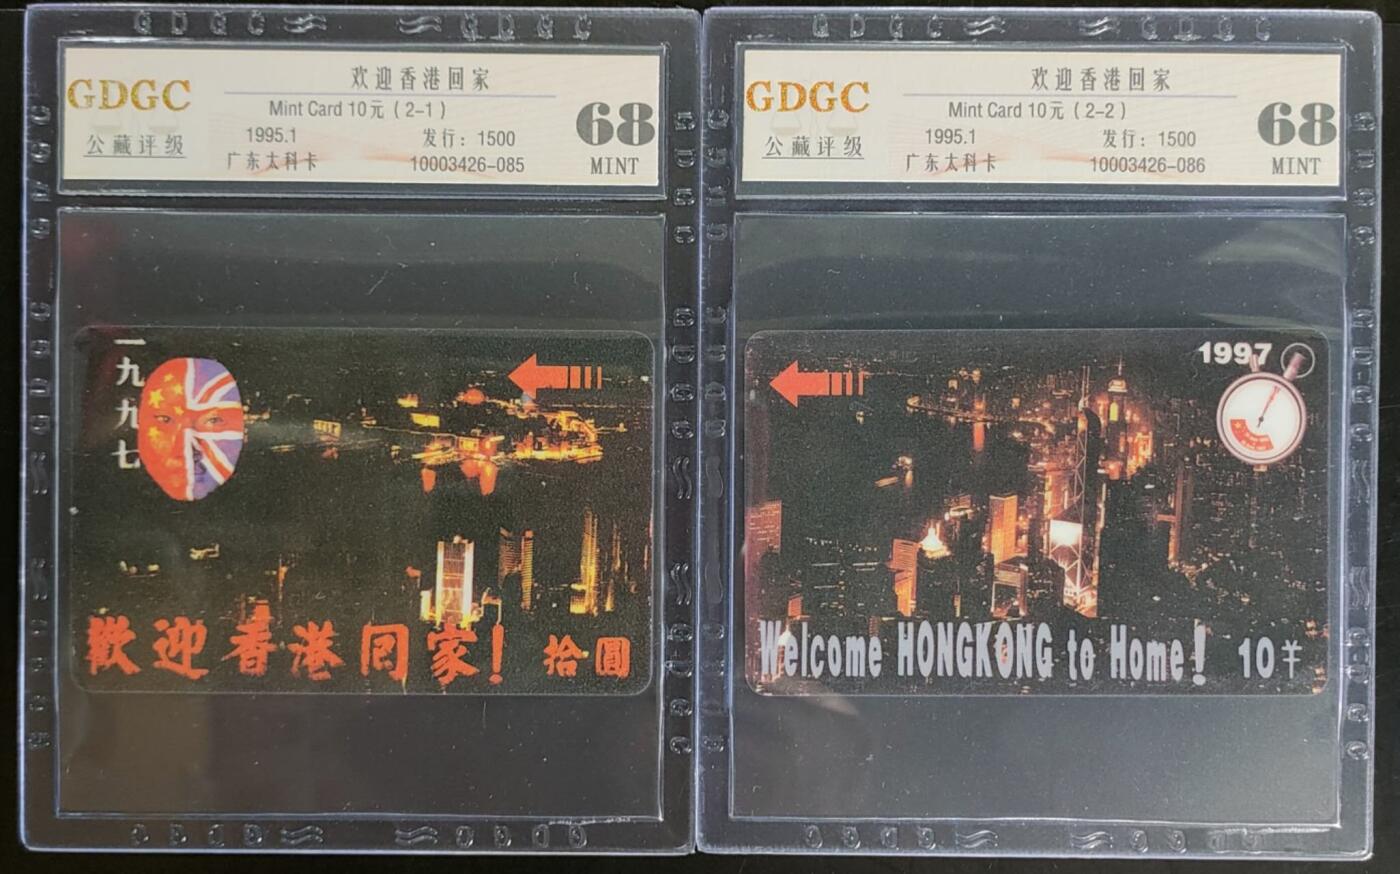 GDGC
公藏评级
欢迎香港回家
Mint Card 10元 (2-1)
1995.1 发行: 1500
广东太科卡 10003426-085
68
MINT
一九九七
歡迎香港回家! 拾圓
GDGC
公藏评级
欢迎香港回家
Mint Card 10元 (2-2)
1995.1 发行: 1500
广东太科卡 10003426-086
68
MINT
1997
Welcome HONGKONG to Home! 10¥